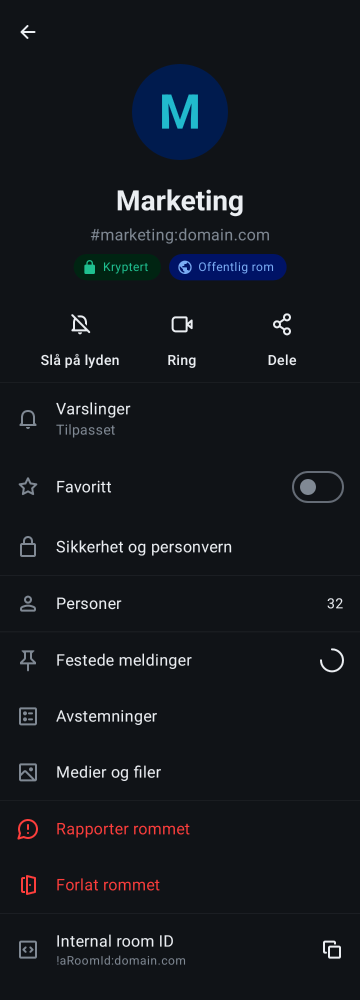 M
Marketing
#marketing:domain.com
Kryptert Offentlig rom
Slå på lyden Ring Dele
Varslinger
Tilpasset
Favoritt
Sikkerhet og personvern
Personer 32
Festede meldinger
Avstemninger
Medier og filer
Rapporter rommet
Forlat rommet
Internal room ID
!aRoomId:domain.com